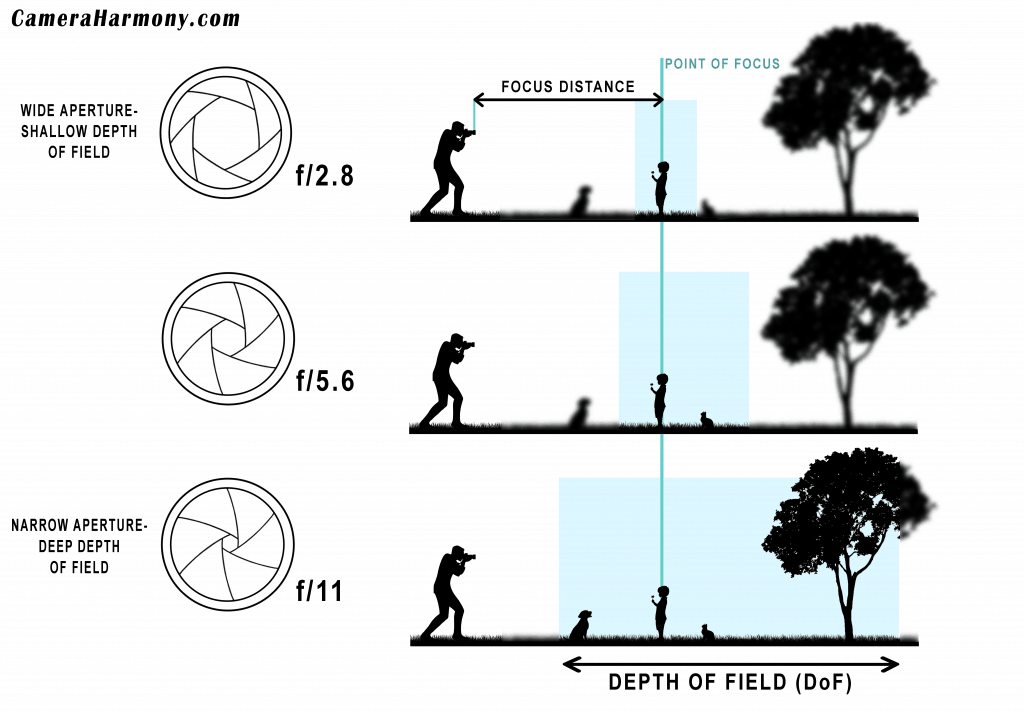 CameraHarmony.com
WIDE APERTURE-
SHALLOW DEPTH
OF FIELD
f/2.8
FOCUS DISTANCE
POINT OF FOCUS
f/5.6
NARROW APERTURE-
DEEP DEPTH
OF FIELD
f/11
DEPTH OF FIELD (DoF)